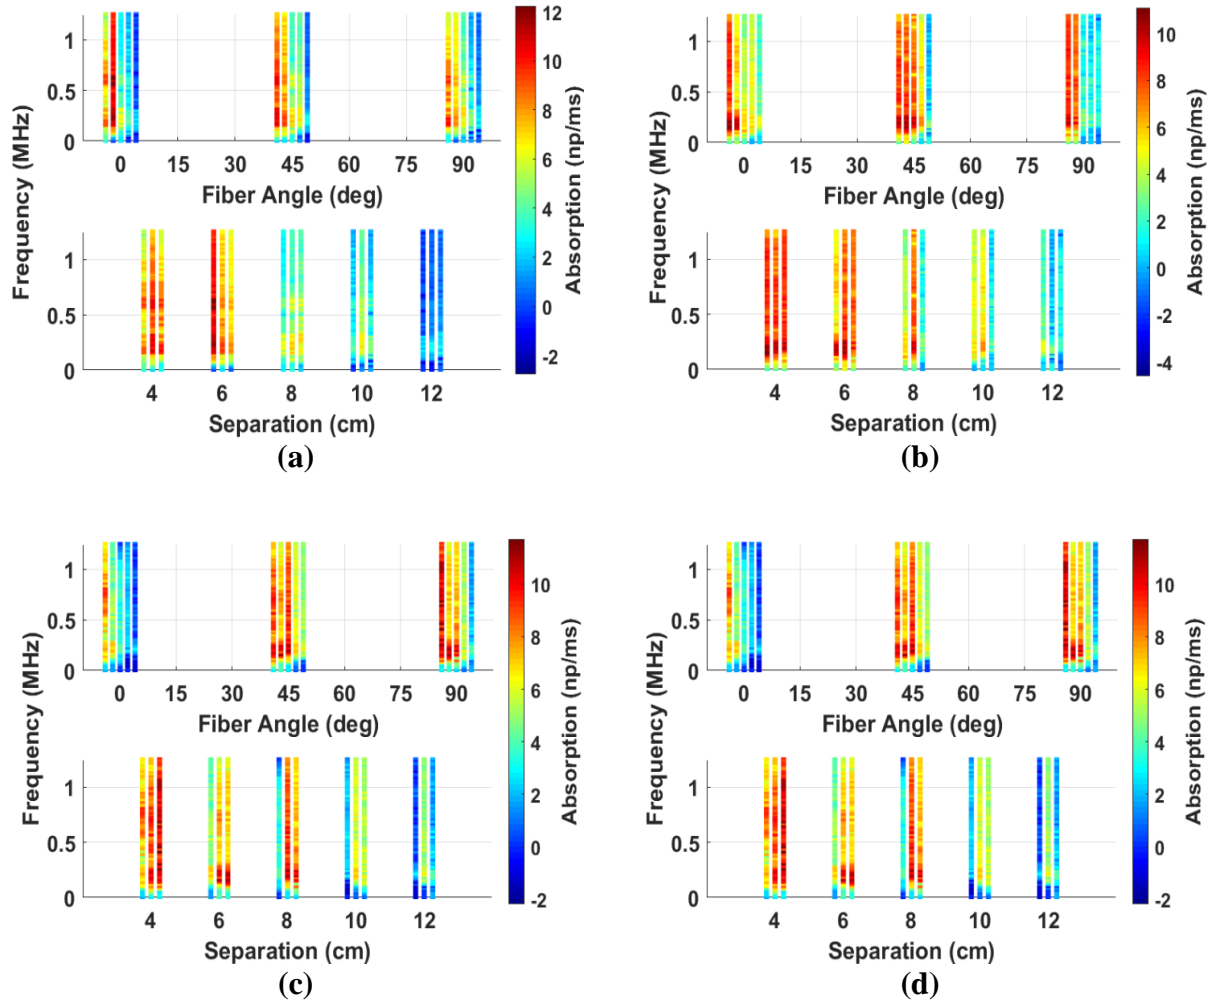 1
0.5
0
0 15 30 45 60 75 90
Fiber Angle (deg)
Frequency (MHz)
1
0.5
0
4 6 8 10 12
Separation (cm)
12
10
8
6
4
2
0
-2
Absorption (np/ms)
(a)
1
0.5
0
0 15 30 45 60 75 90
Fiber Angle (deg)
Frequency (MHz)
1
0.5
0
4 6 8 10 12
Separation (cm)
10
8
6
4
2
0
-2
-4
Absorption (np/ms)
(b)
1
0.5
0
0 15 30 45 60 75 90
Fiber Angle (deg)
Frequency (MHz)
1
0.5
0
4 6 8 10 12
Separation (cm)
10
8
6
4
2
0
-2
Absorption (np/ms)
(c)
1
0.5
0
0 15 30 45 60 75 90
Fiber Angle (deg)
Frequency (MHz)
1
0.5
0
4 6 8 10 12
Separation (cm)
10
8
6
4
2
0
-2
Absorption (np/ms)
(d)